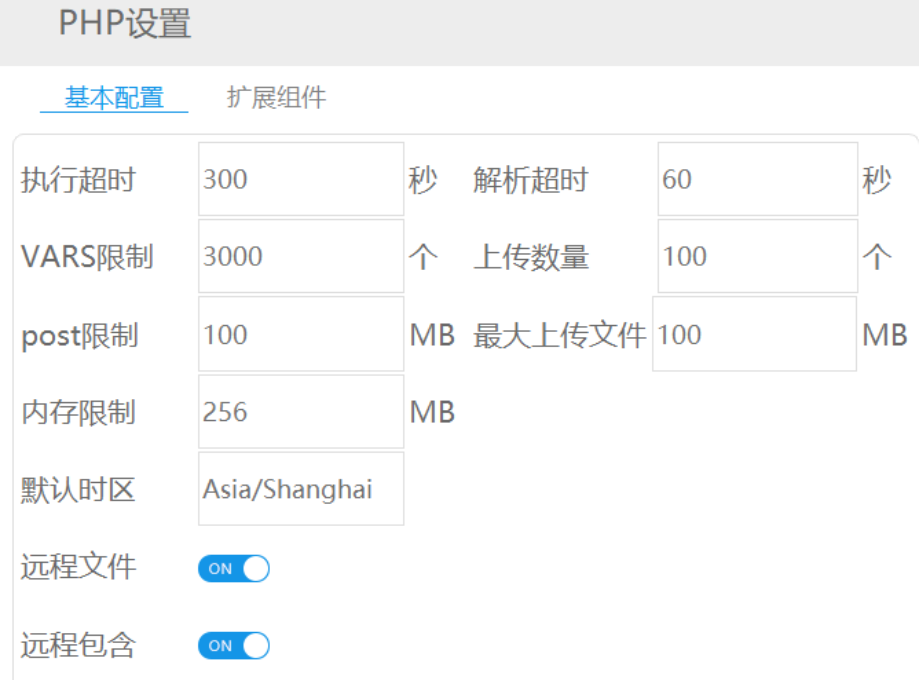 PHP设置
基本配置 扩展组件
执行超时 300 秒 解析超时 60 秒
VARS限制 3000 个 上传数量 100 个
post限制 100 MB 最大上传文件 100 MB
内存限制 256 MB
默认时区 Asia/Shanghai
远程文件 ON
远程包含 ON